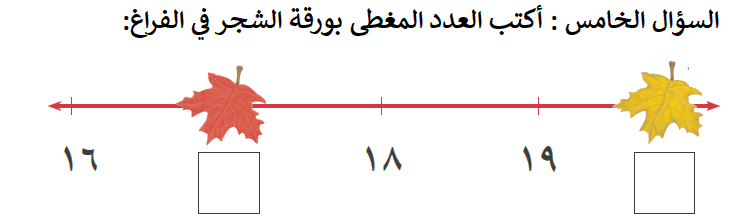 السؤال الخامس : أكتب العدد المغطى بورقة الشجر في الفراغ:
١٦ ١٨ ١٩